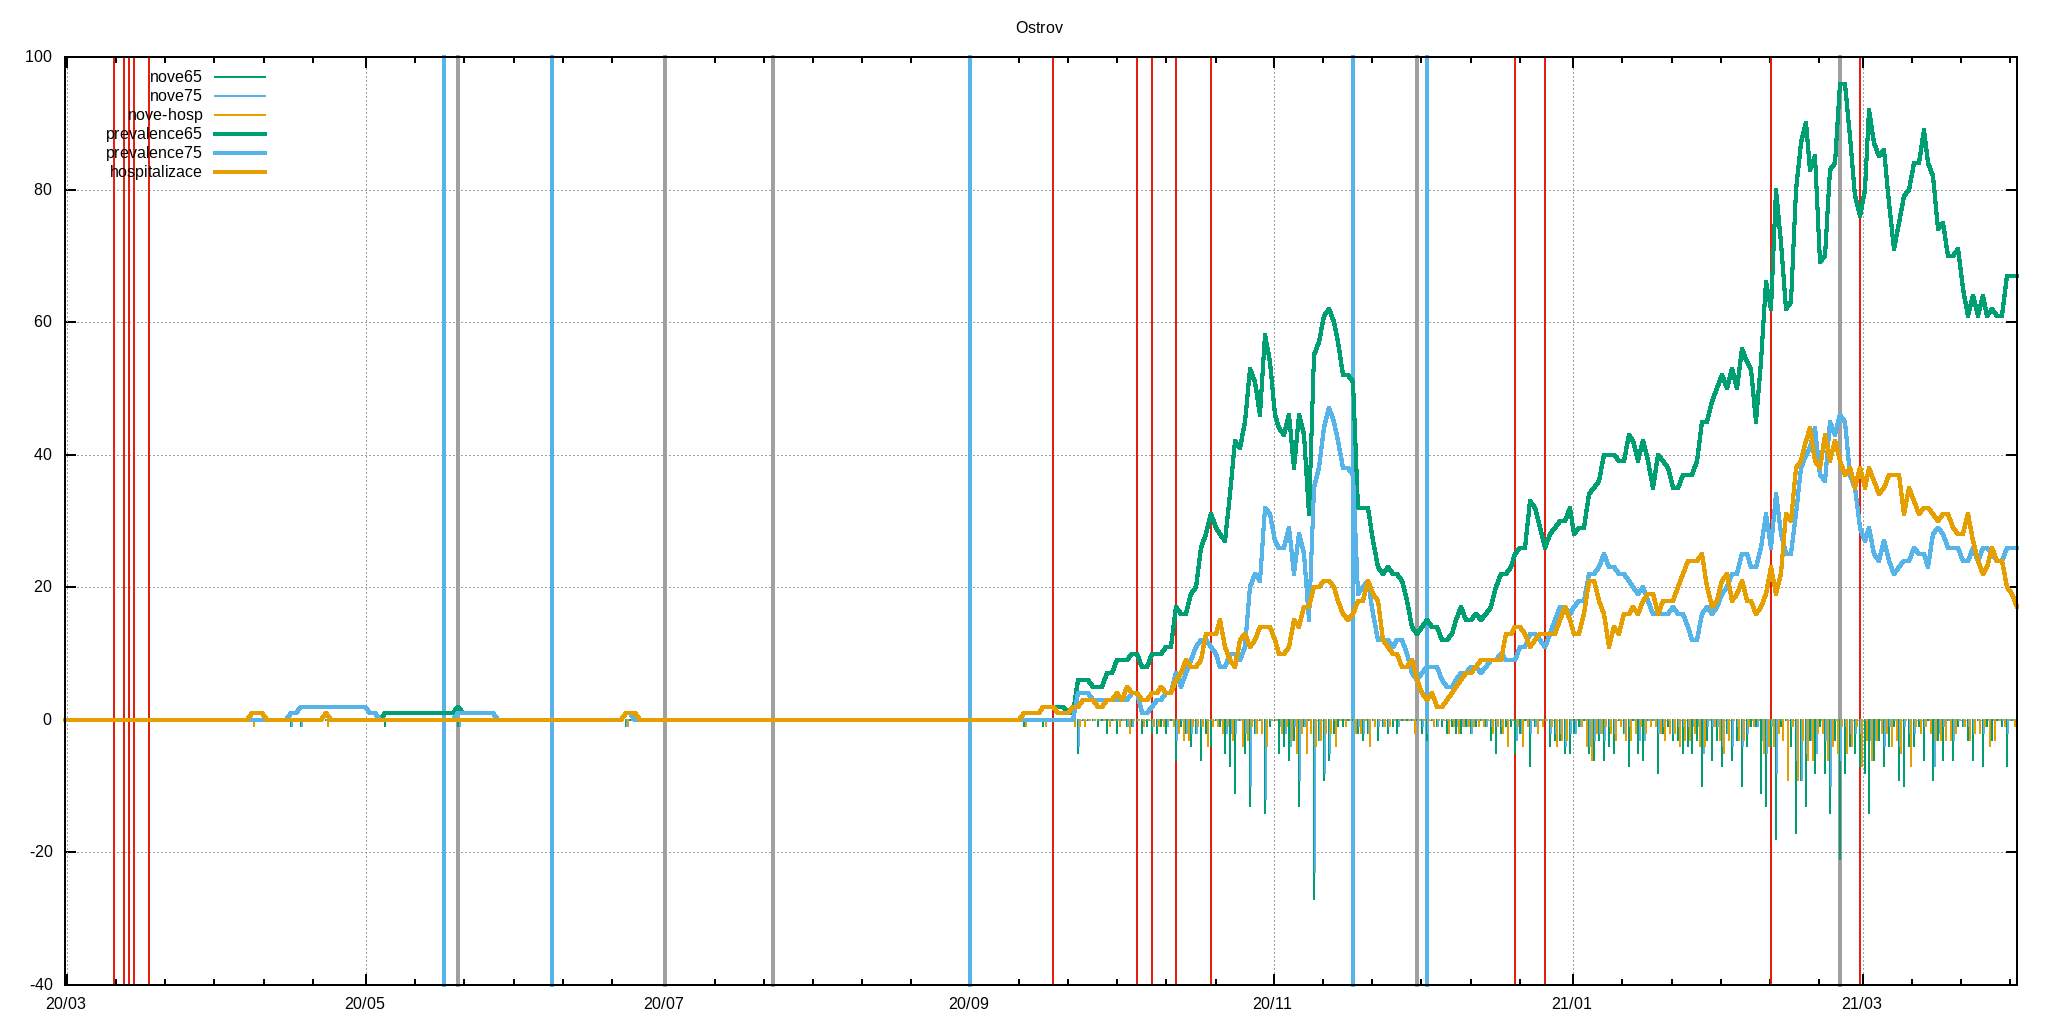 Ostrov
100
80
60
40
20
0
-20
-40
nove65
nove75
nove-hosp
prevalence65
prevalence75
hospitalizace
20/03 20/05 20/07 20/09 20/11 21/01 21/03